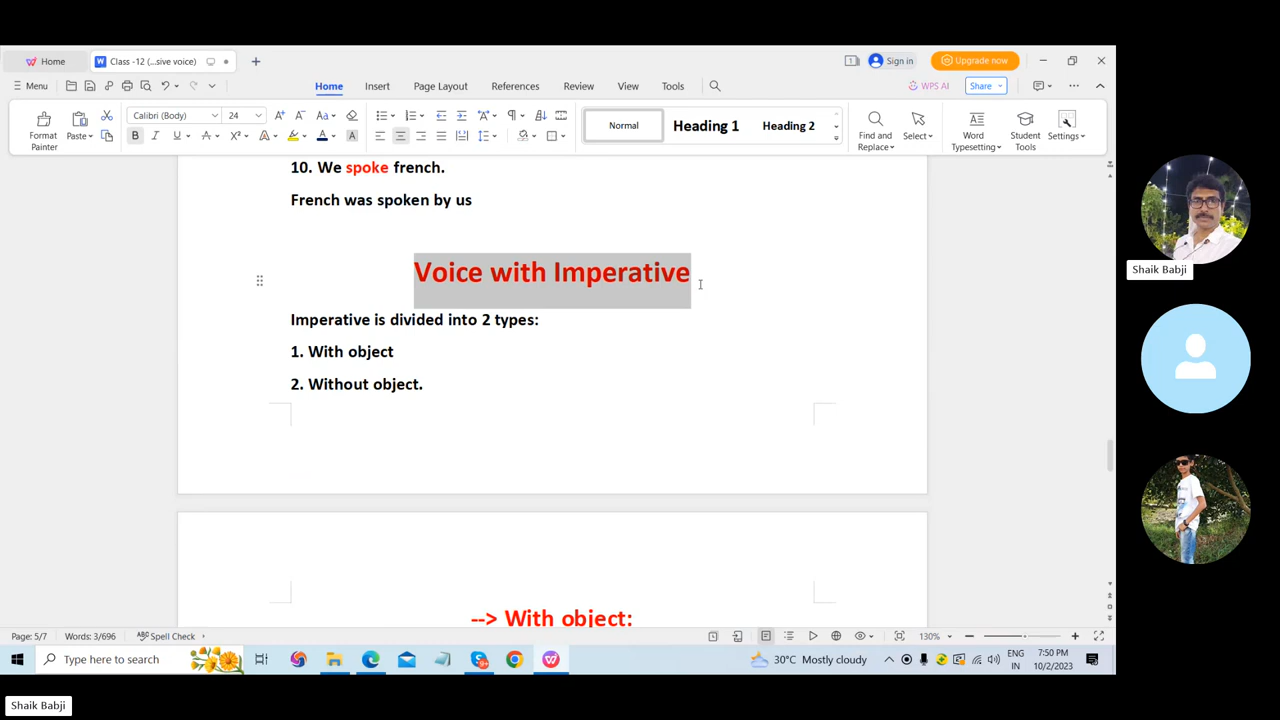 Home
Class -12 (...sive voice)
Sign in
Upgrade now
Menu
Home
Insert
Page Layout
References
Review
View
Tools
WPS AI
Share
Format Painter
Paste
Calibri (Body)
24
Normal
Heading 1
Heading 2
Find and Replace
Select
Word Typesetting
Student Tools
Settings
10. We spoke french.
French was spoken by us
Voice with Imperative
Imperative is divided into 2 types:
1. With object
2. Without object.
--> With object:
Page: 5/7
Words: 3/696
Spell Check
130%
Type here to search
30°C Mostly cloudy
ENG
IN
7:50 PM
10/2/2023
Shaik Babji
Shaik Babji